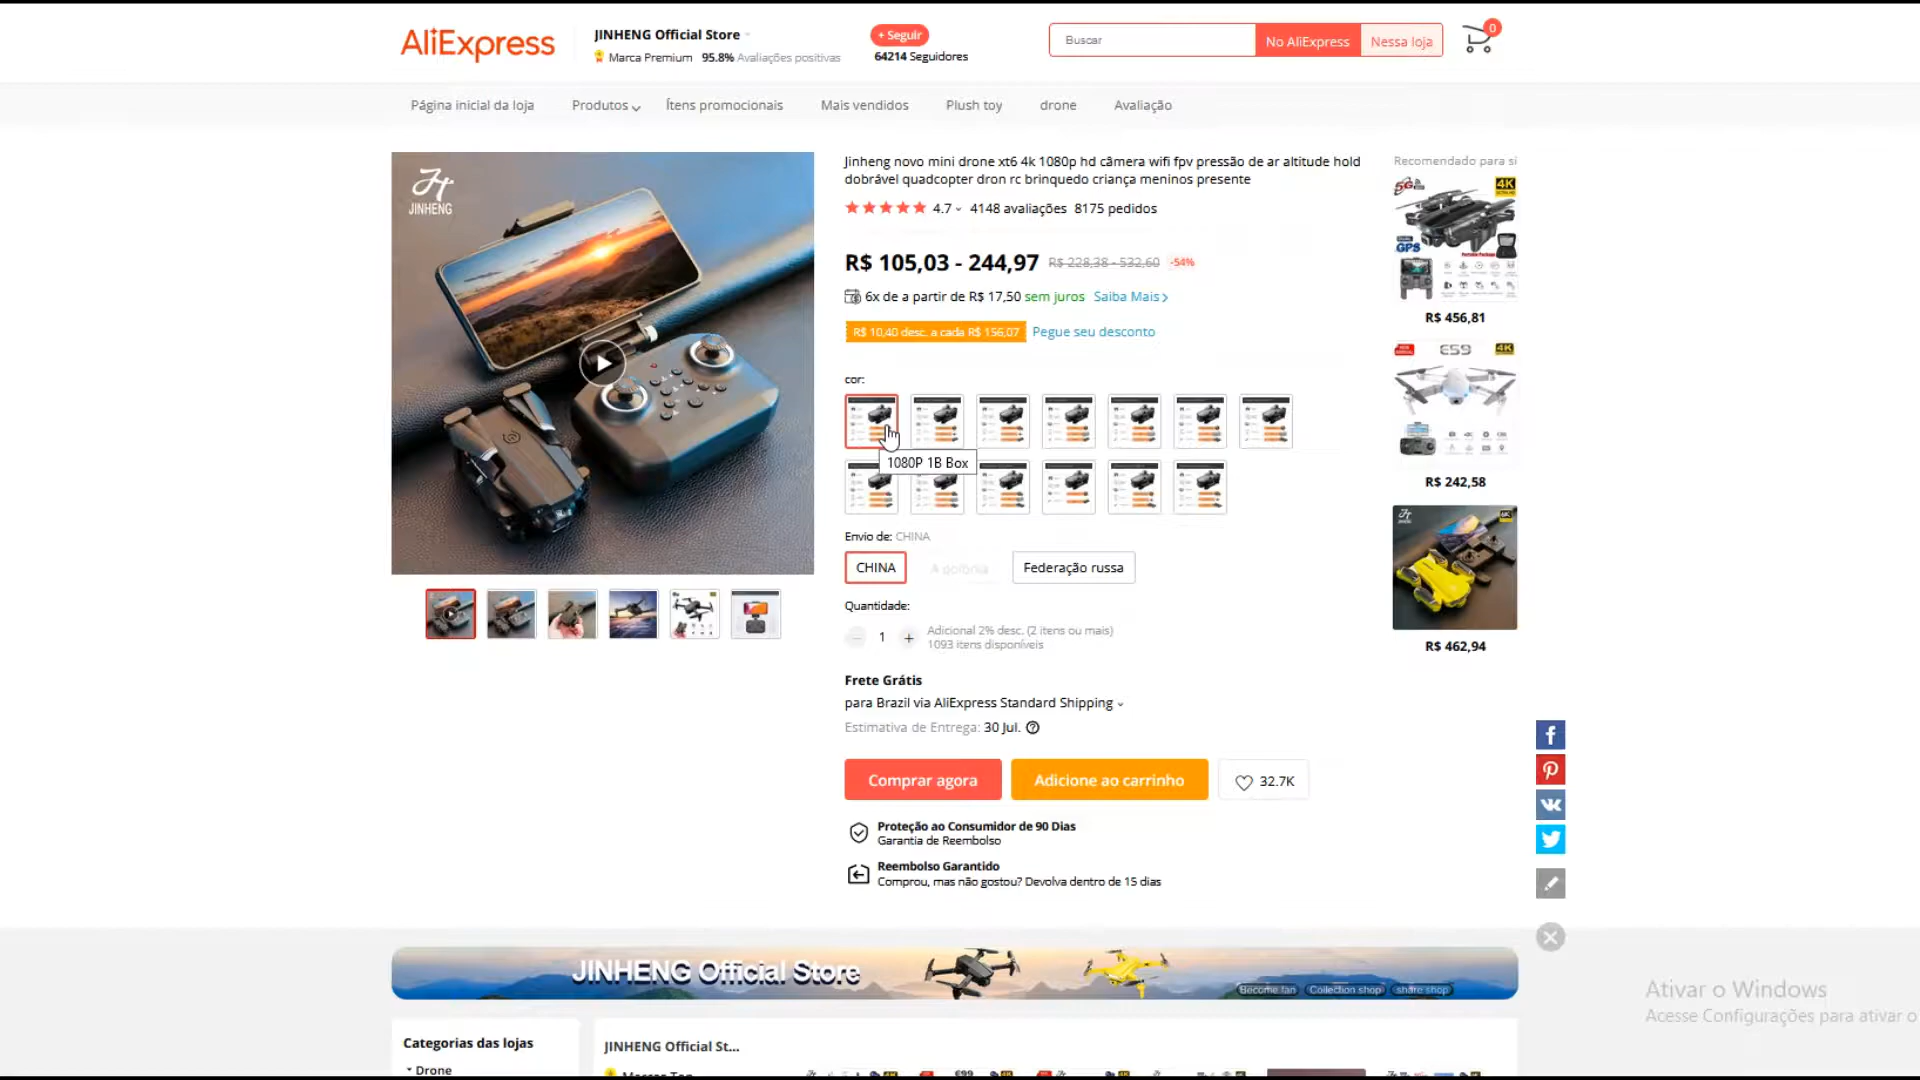 AliExpress
JINHENG Official Store
Marca Premium 95.8% Avaliações positivas
+ Seguir
64214 Seguidores
Buscar
No AliExpress
Nessa loja
0
Página inicial da loja
Produtos
Ítens promocionais
Mais vendidos
Plush toy
drone
Avaliação
JINHENG
Jinheng novo mini drone xt6 4k 1080p hd câmera wifi fpv pressão de ar altitude hold
dobrável quadcopter dron rc brinquedo criança meninos presente
4.7 4148 avaliações 8175 pedidos
R$ 105,03 - 244,97 R$ 228,38 - 532,60 -54%
6x de a partir de R$ 17,50 sem juros Saiba Mais
R$ 10,40 desc. a cada R$ 156,07 Pegue seu desconto
cor:
1080P 1B Box
Envio de: CHINA
CHINA
A polônia
Federação russa
Quantidade:
1 +
Adicional 2% desc. (2 itens ou mais)
1093 itens disponíveis
Frete Grátis
para Brazil via AliExpress Standard Shipping
Estimativa de Entrega: 30 Jul.
Comprar agora
Adicione ao carrinho
32.7K
Proteção ao Consumidor de 90 Dias
Garantia de Reembolso
Reembolso Garantido
Comprou, mas não gostou? Devolva dentro de 15 dias
Recomendado para si
5G
4K
GPS
R$ 456,81
E59
4K
R$ 242,58
R$ 462,94
JINHENG Official Store
Become fan
Collection shop
share shop
Categorias das lojas
Drone
JINHENG Official St...
Ativar o Windows
Acesse Configurações para ativar o